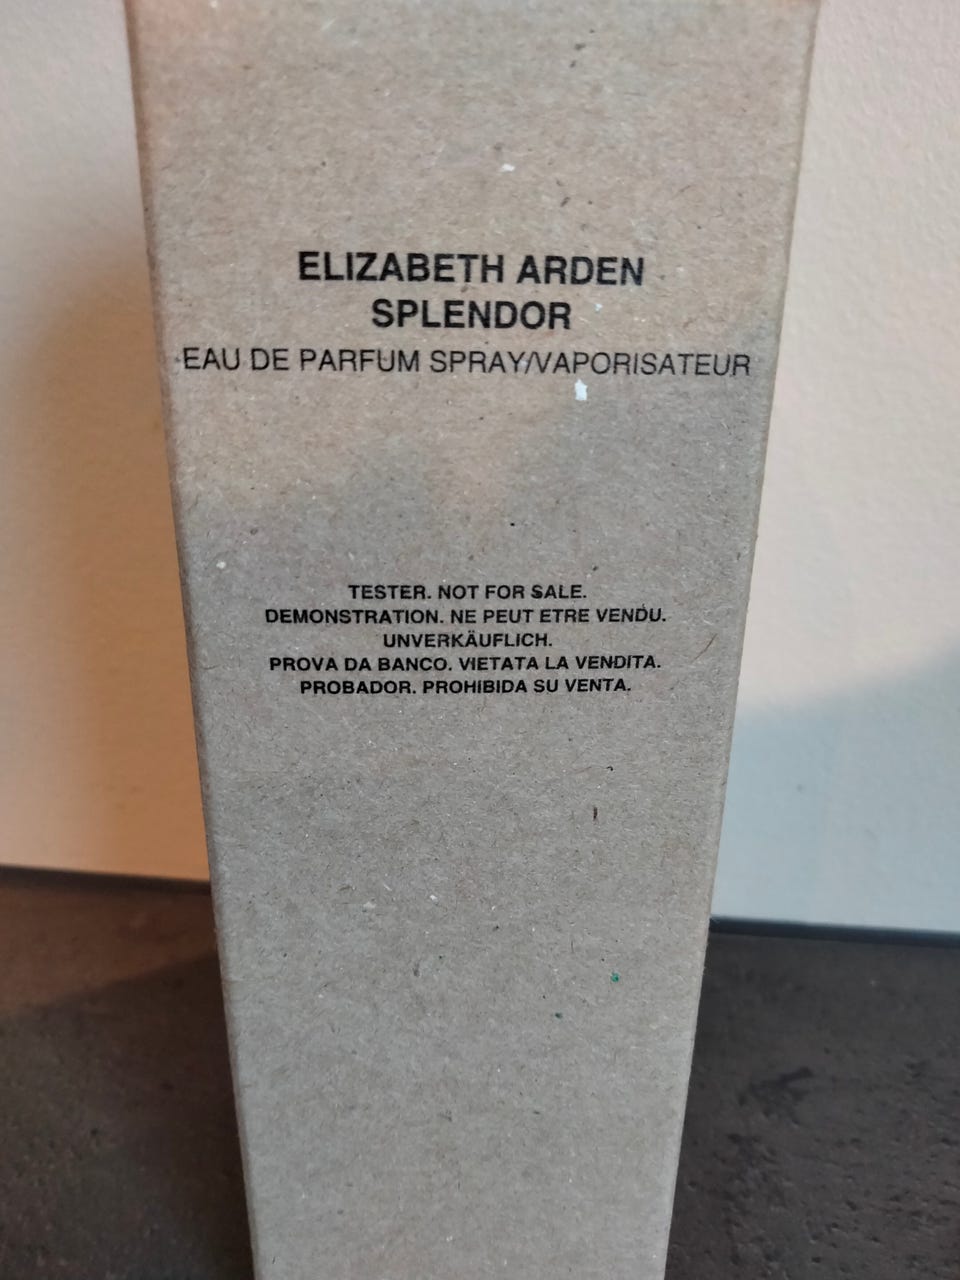 ELIZABETH ARDEN
SPLENDOR
EAU DE PARFUM SPRAY/VAPORISATEUR
TESTER. NOT FOR SALE.
DEMONSTRATION. NE PEUT ETRE VENDU.
UNVERKÄUFLICH.
PROVA DA BANCO. VIETATA LA VENDITA.
PROBADOR. PROHIBIDA SU VENTA.